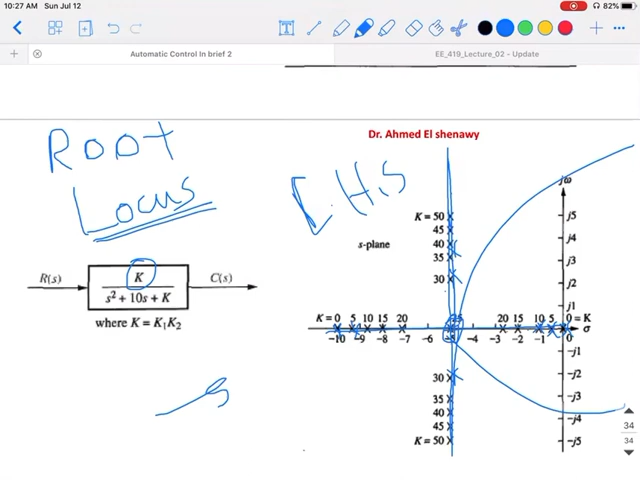 10:27 AM Sun Jul 12
82%
Automatic Control In brief 2
EE_419_Lecture_02 - Update
Dr. Ahmed El shenawy
ROOT
Locus
L.H.S
R(s)
K
s² + 10s + K
C(s)
where K = K₁K₂
s-plane
jω
K = 50
45
40
35
30
j5
j4
j3
j2
j1
K = 0 5 10 15 20
25
20 15 10 5 0 = K
-10 -9 -8 -7 -6 -5 -4 -3 -2 -1 0 σ
-j1
-j2
-j3
-j4
-j5
30
35
40
45
K = 50
34
34